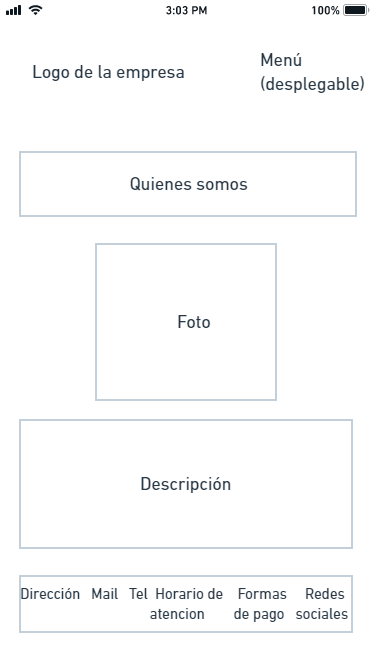 3:03 PM
100%
Logo de la empresa
Menú
(desplegable)
Quienes somos
Foto
Descripción
Dirección Mail Tel Horario de atencion Formas de pago Redes sociales